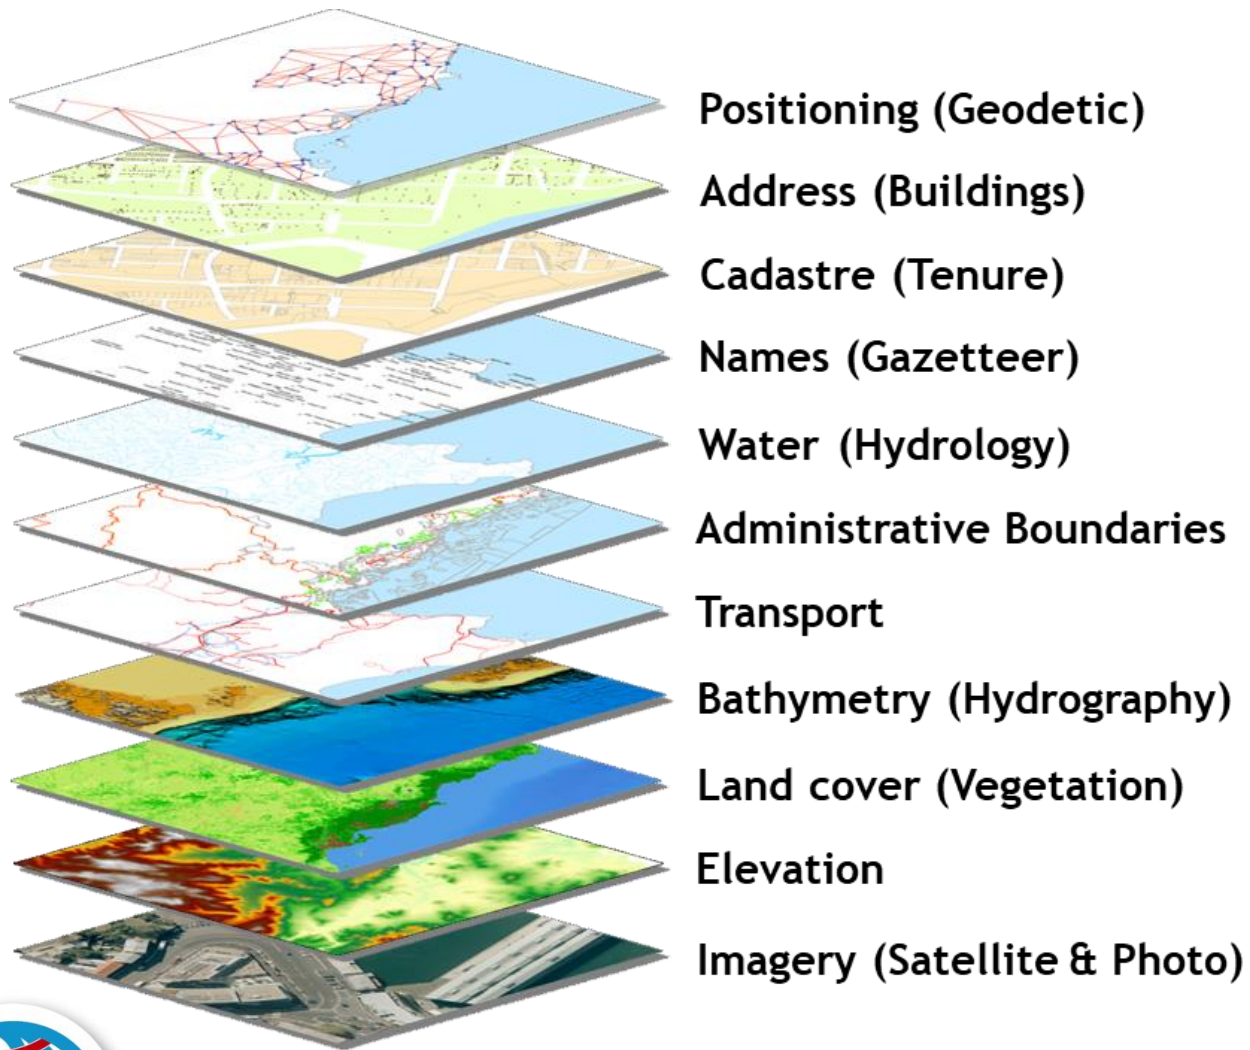 Positioning (Geodetic)
Address (Buildings)
Cadastre (Tenure)
Names (Gazetteer)
Water (Hydrology)
Administrative Boundaries
Transport
Bathymetry (Hydrography)
Land cover (Vegetation)
Elevation
Imagery (Satellite & Photo)